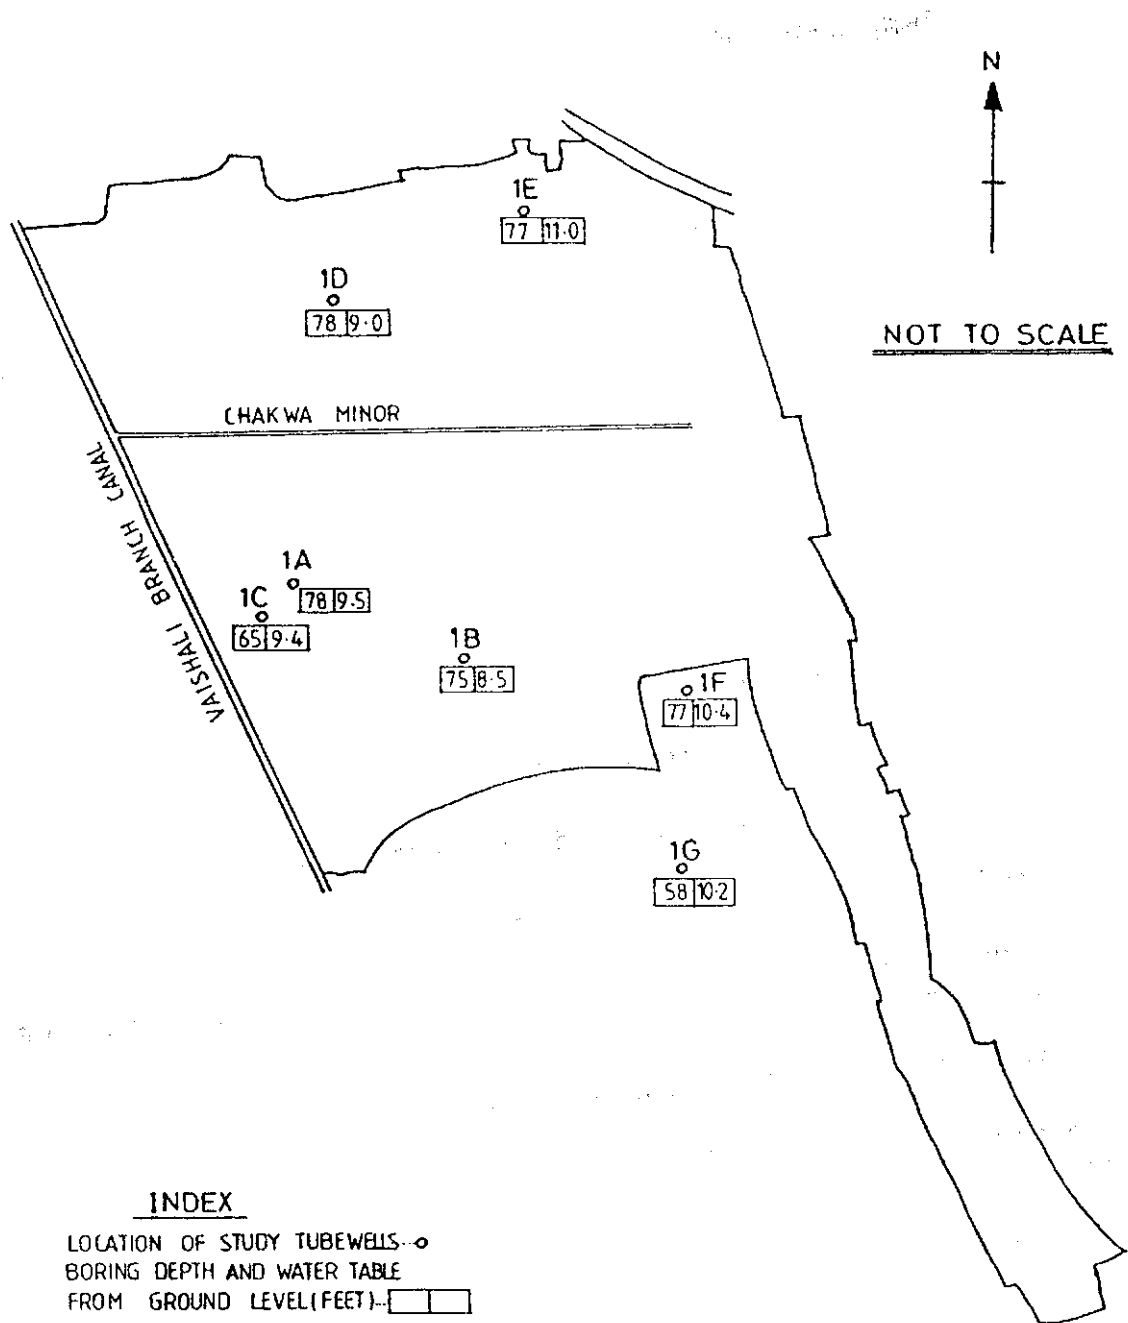 N
1E
77 11·0
1D
78 9·0
NOT TO SCALE
CHAKWA MINOR
VAISHALI BRANCH CANAL
1A
78 9·5
1C
65 9·4
1B
75 8·5
1F
77 10·4
1G
58 10·2
INDEX
LOCATION OF STUDY TUBEWELLS
BORING DEPTH AND WATER TABLE
FROM GROUND LEVEL (FEET)